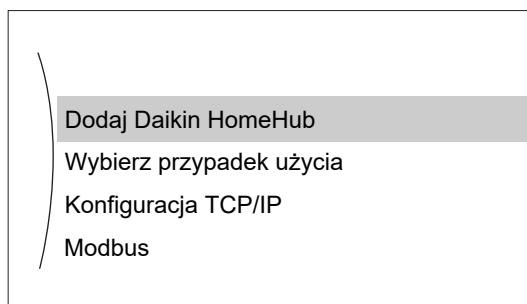 Dodaj Daikin HomeHub
Wybierz przypadek użycia
Konfiguracja TCP/IP
Modbus